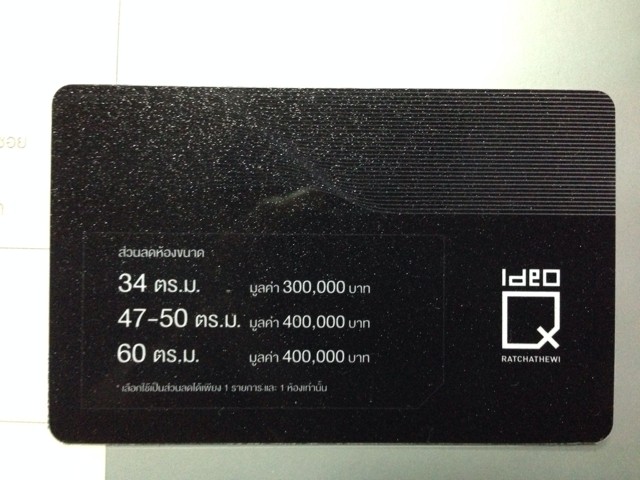 ส่วนลดห้องขนาด
34 ตร.ม. มูลค่า 300,000 บาท
47-50 ตร.ม. มูลค่า 400,000 บาท
60 ตร.ม. มูลค่า 400,000 บาท
* เลือกใช้เป็นส่วนลดได้เพียง 1 รายการ และ 1 ห้องเท่านั้น
IDEO
Q
RATCHATHEWI